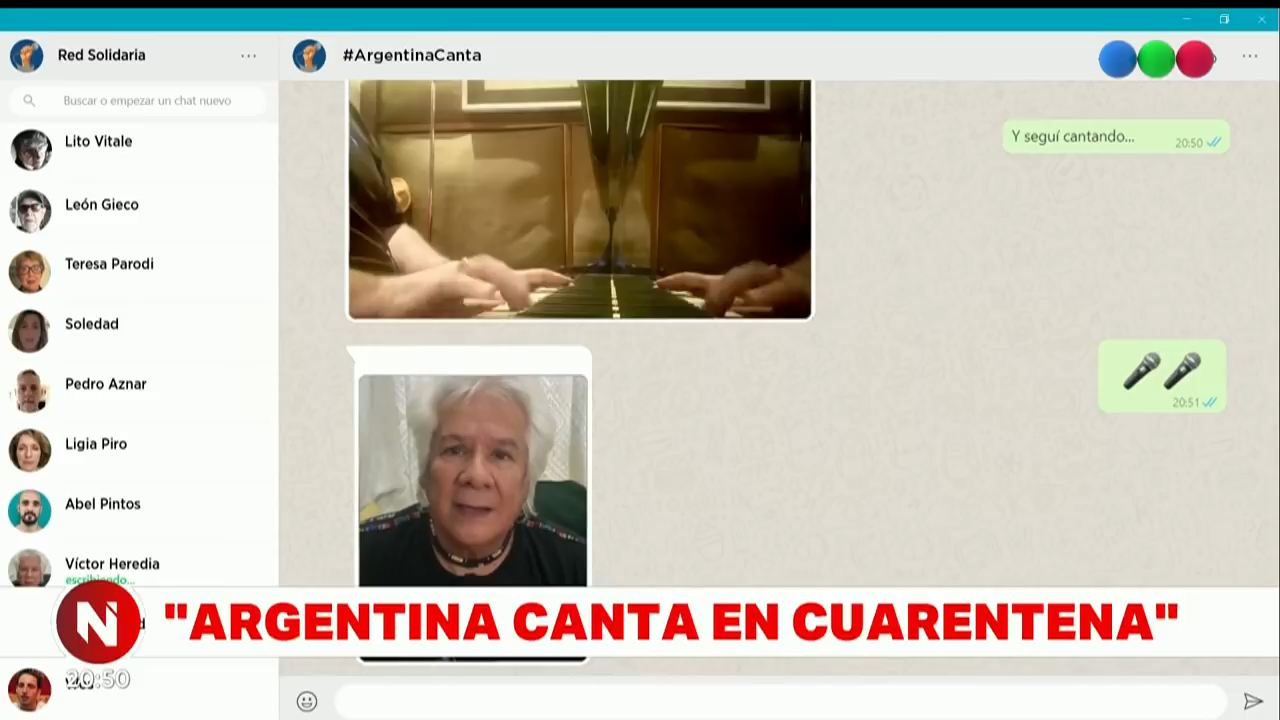 Red Solidaria
#ArgentinaCanta
Buscar o empezar un chat nuevo
Lito Vitale
León Gieco
Teresa Parodi
Soledad
Pedro Aznar
Ligia Piro
Abel Pintos
Víctor Heredia
escribiendo...
Y seguí cantando...
20:50
20:51
N
"ARGENTINA CANTA EN CUARENTENA"
20:50